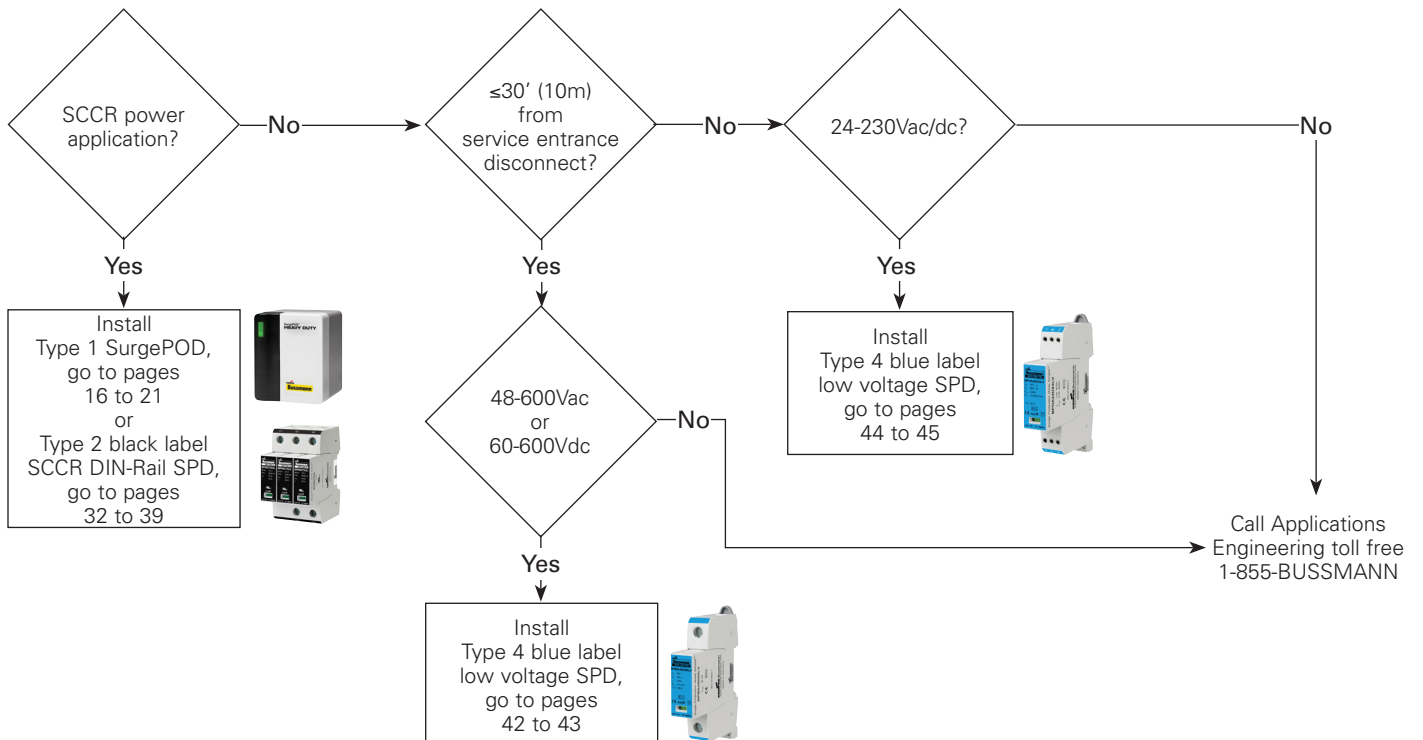 SCCR power
application?
No
≤30′ (10m)
from
service entrance
disconnect?
No
24-230Vac/dc?
No
Yes
Yes
Yes
Install
Type 1 SurgePOD,
go to pages
16 to 21
or
Type 2 black label
SCCR DIN-Rail SPD,
go to pages
32 to 39
HEAVY DUTY
Bussmann
48-600Vac
or
60-600Vdc
No
Install
Type 4 blue label
low voltage SPD,
go to pages
44 to 45
Yes
Call Applications
Engineering toll free
1-855-BUSSMANN
Install
Type 4 blue label
low voltage SPD,
go to pages
42 to 43